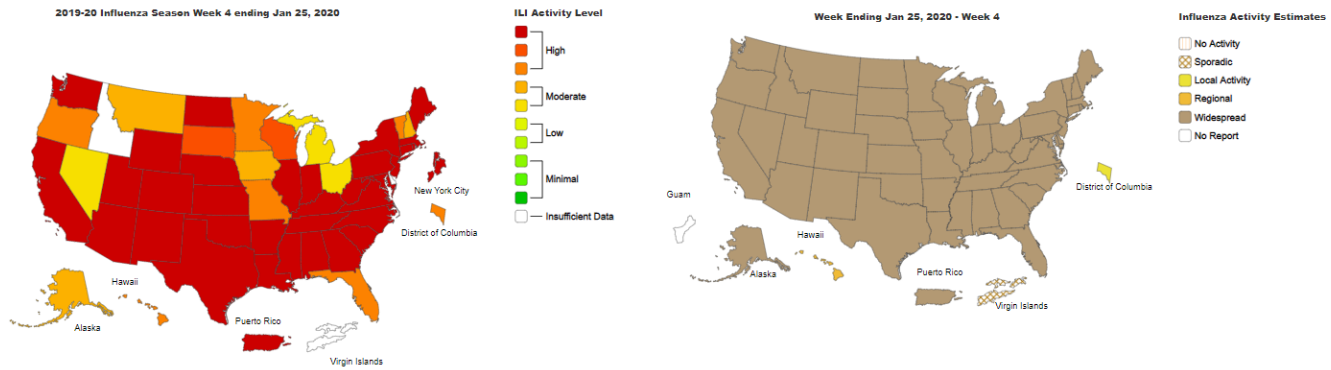 2019-20 Influenza Season Week 4 ending Jan 25, 2020
ILI Activity Level
High
Moderate
Low
Minimal
Insufficient Data
New York City
District of Columbia
Hawaii
Alaska
Puerto Rico
Virgin Islands
Week Ending Jan 25, 2020 - Week 4
Influenza Activity Estimates
No Activity
Sporadic
Local Activity
Regional
Widespread
No Report
District of Columbia
Guam
Hawaii
Alaska
Puerto Rico
Virgin Islands